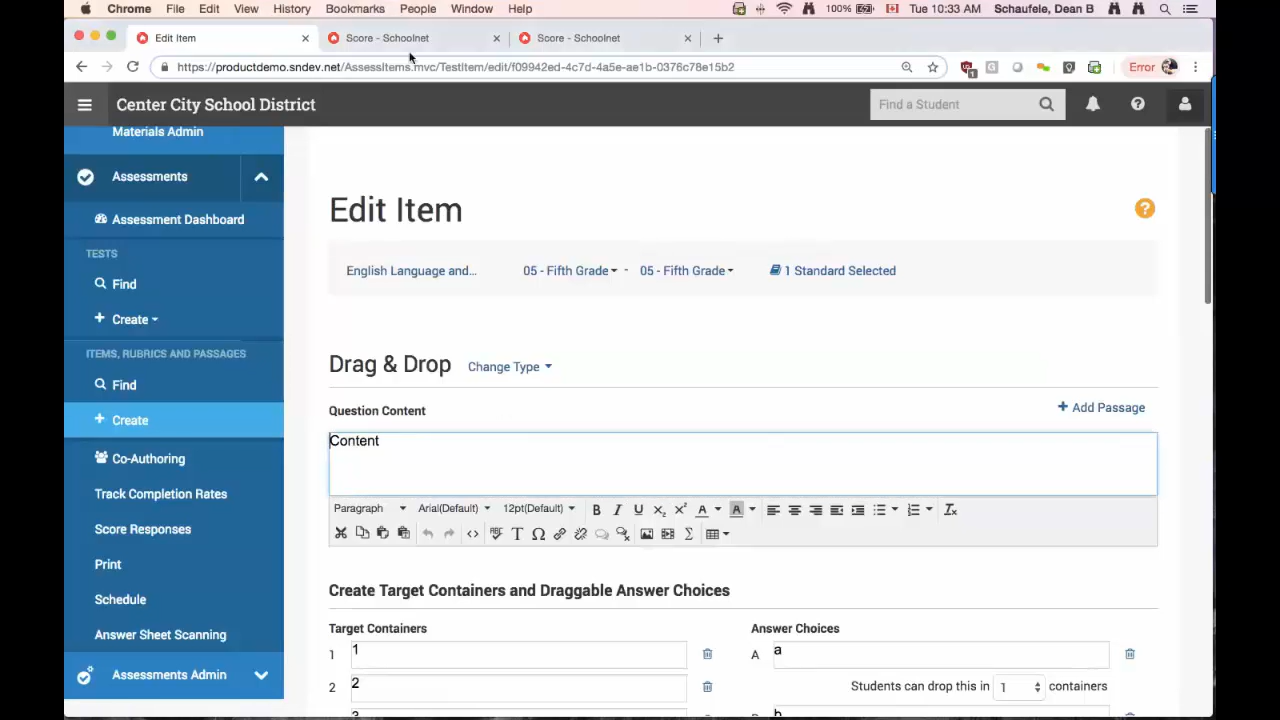 Chrome File Edit View History Bookmarks People Window Help 100% Tue 10:33 AM Schaufele, Dean B
Edit Item Score - Schoolnet Score - Schoolnet
https://productdemo.sndev.net/AssessItems.mvc/TestItem/edit/f09942ed-4c7d-4a5e-ae1b-0376c78e15b2 1 Error
Center City School District Find a Student
Materials Admin
Assessments
Assessment Dashboard
TESTS
Find
Create
ITEMS, RUBRICS AND PASSAGES
Find
Create
Co-Authoring
Track Completion Rates
Score Responses
Print
Schedule
Answer Sheet Scanning
Assessments Admin
Edit Item
English Language and... 05 - Fifth Grade - 05 - Fifth Grade 1 Standard Selected
Drag & Drop Change Type
Question Content + Add Passage
Content
Paragraph Arial(Default) 12pt(Default) B I U X₂ X² A A
Create Target Containers and Draggable Answer Choices
Target Containers Answer Choices
1 1 A a
2 2 Students can drop this in 1 containers
3 B b